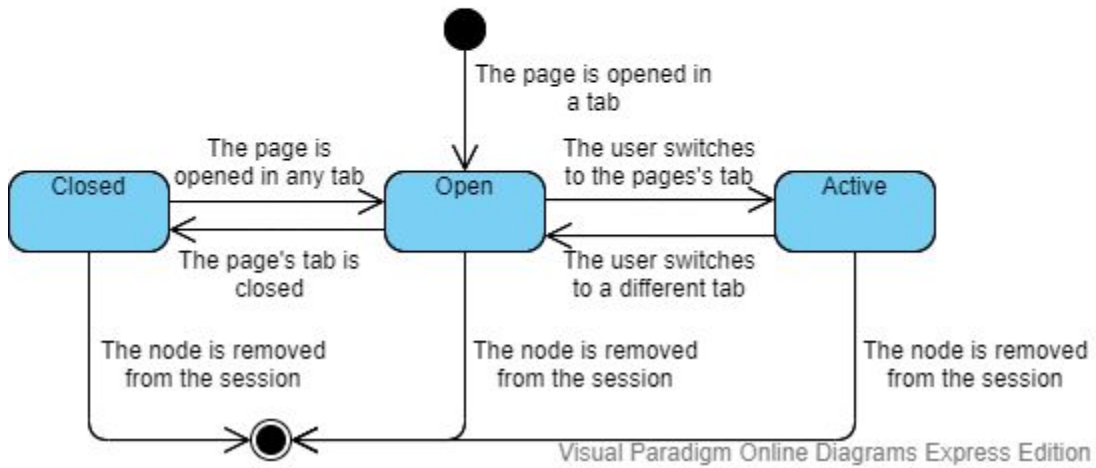 The page is opened in
a tab
The page is
opened in any tab
The user switches
to the pages's tab
Closed
Open
Active
The page's tab is
closed
The user switches
to a different tab
The node is removed
from the session
The node is removed
from the session
The node is removed
from the session
Visual Paradigm Online Diagrams Express Edition